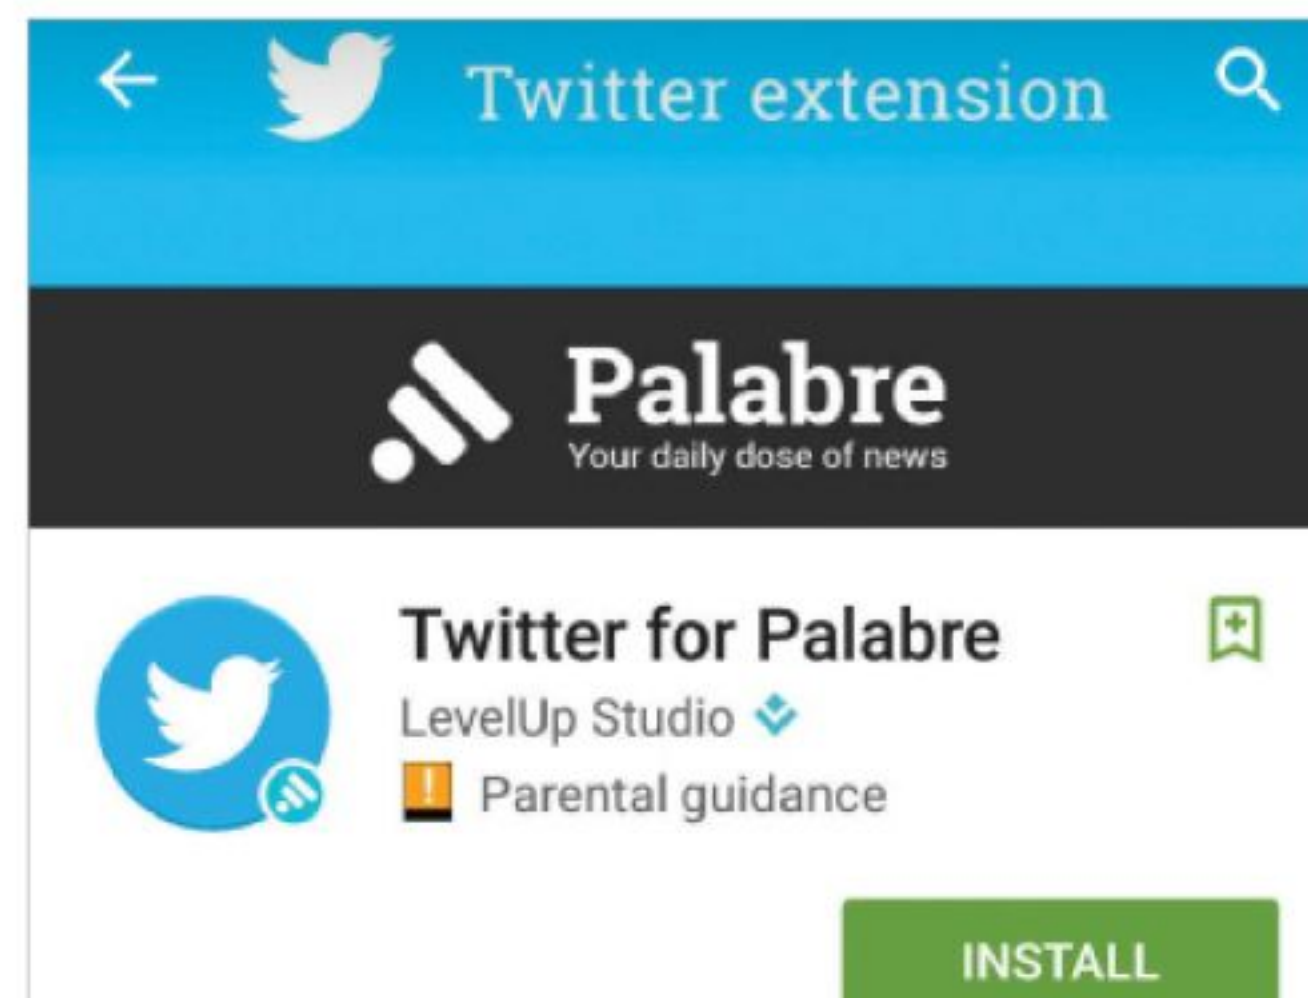 Twitter extension
Palabre
Your daily dose of news
Twitter for Palabre
LevelUp Studio
Parental guidance
INSTALL